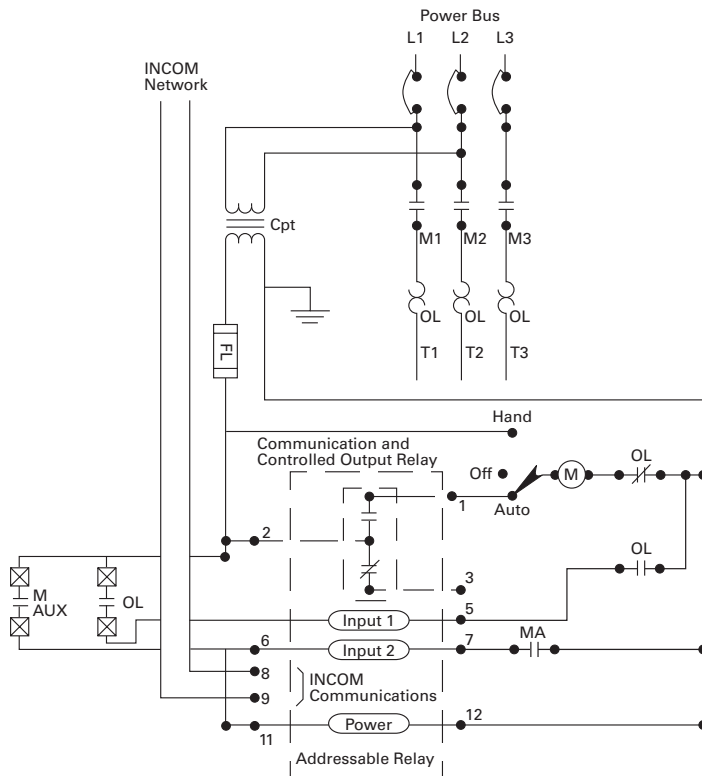 Power Bus
L1 L2 L3
INCOM
Network
Cpt
M1 M2 M3
OL OL OL
FL
T1 T2 T3
Hand
Communication and
Controlled Output Relay
OL
Off
M
1
Auto
2
OL
M
AUX
OL
3
5
Input 1
6
Input 2
7
MA
8
INCOM
Communications
9
Power
12
11
Addressable Relay